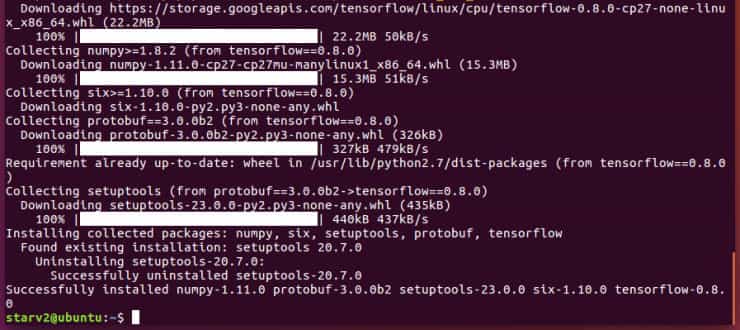 Downloading https://storage.googleapis.com/tensorflow/linux/cpu/tensorflow-0.8.0-cp27-none-linu
x_x86_64.whl (22.2MB)
100% | | 22.2MB 50kB/s
Collecting numpy>=1.8.2 (from tensorflow==0.8.0)
Downloading numpy-1.11.0-cp27-cp27mu-manylinux1_x86_64.whl (15.3MB)
100% | | 15.3MB 51kB/s
Collecting six>=1.10.0 (from tensorflow==0.8.0)
Downloading six-1.10.0-py2.py3-none-any.whl
Collecting protobuf==3.0.0b2 (from tensorflow==0.8.0)
Downloading protobuf-3.0.0b2-py2.py3-none-any.whl (326kB)
100% | | 327kB 479kB/s
Requirement already up-to-date: wheel in /usr/lib/python2.7/dist-packages (from tensorflow==0.8.0
)
Collecting setuptools (from protobuf==3.0.0b2->tensorflow==0.8.0)
Downloading setuptools-23.0.0-py2.py3-none-any.whl (435kB)
100% | | 440kB 437kB/s
Installing collected packages: numpy, six, setuptools, protobuf, tensorflow
Found existing installation: setuptools 20.7.0
Uninstalling setuptools-20.7.0:
Successfully uninstalled setuptools-20.7.0
Successfully installed numpy-1.11.0 protobuf-3.0.0b2 setuptools-23.0.0 six-1.10.0 tensorflow-0.8.
0
starv2@ubuntu:~$